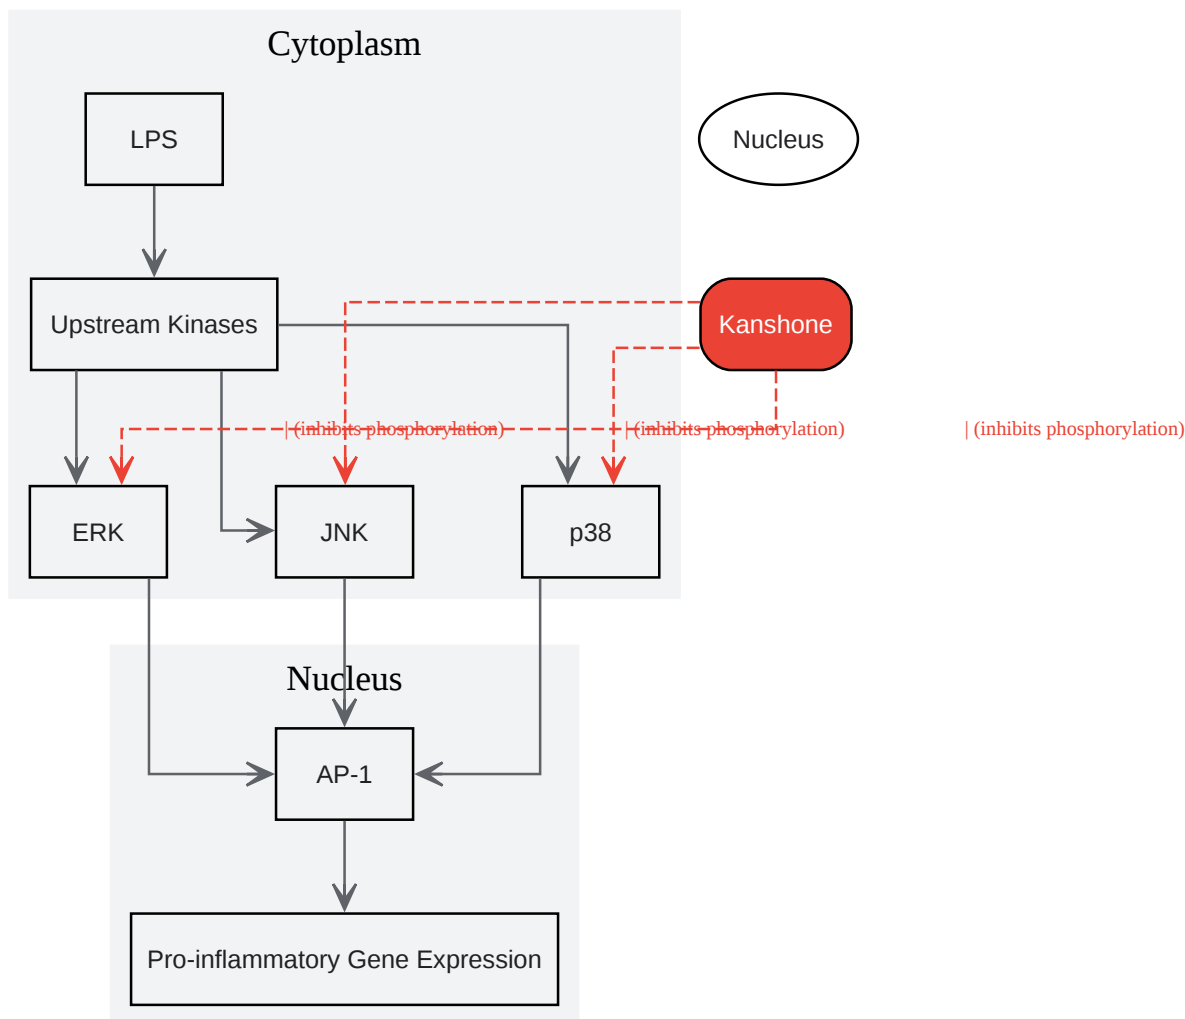 Cytoplasm
LPS
Nucleus
Upstream Kinases
Kanshone
| (inhibits phosphorylation)
| (inhibits phosphorylation)
| (inhibits phosphorylation)
ERK
JNK
p38
Nucleus
AP-1
Pro-inflammatory Gene Expression